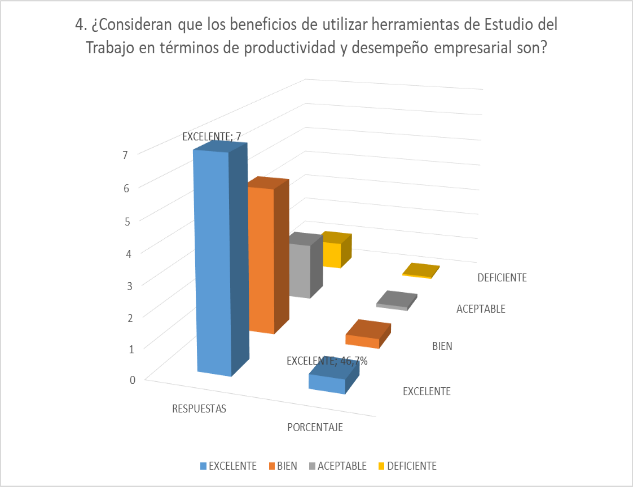 4. ¿Consideran que los beneficios de utilizar herramientas de Estudio del
Trabajo en términos de productividad y desempeño empresarial son?
EXCELENTE; 7
7
6
5
4
3
2
1
0
EXCELENTE; 46,7%
DEFICIENTE
ACEPTABLE
BIEN
EXCELENTE
RESPUESTAS
PORCENTAJE
EXCELENTE BIEN ACEPTABLE DEFICIENTE